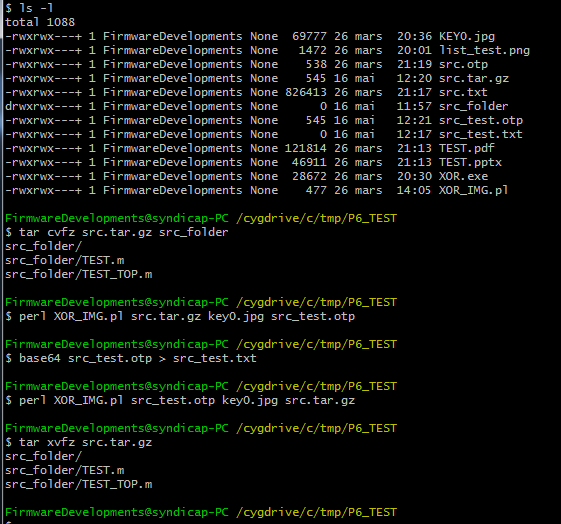 $ ls -l
total 1088
-rwxrwx---+ 1 FirmwareDevelopments None  69777 26 mars  20:36 KEY0.jpg
-rwxrwx---+ 1 FirmwareDevelopments None   1472 26 mars  20:01 list_test.png
-rwxrwx---+ 1 FirmwareDevelopments None    538 26 mars  21:19 src.otp
-rwxrwx---+ 1 FirmwareDevelopments None    545 16 mai   12:20 src.tar.gz
-rwxrwx---+ 1 FirmwareDevelopments None 826413 26 mars  21:17 src.txt
drwxrwx---+ 1 FirmwareDevelopments None      0 16 mai   11:57 src_folder
-rwxrwx---+ 1 FirmwareDevelopments None    545 16 mai   12:21 src_test.otp
-rwxrwx---+ 1 FirmwareDevelopments None      0 16 mai   12:17 src_test.txt
-rwxrwx---+ 1 FirmwareDevelopments None 121814 26 mars  21:13 TEST.pdf
-rwxrwx---+ 1 FirmwareDevelopments None  46911 26 mars  21:13 TEST.pptx
-rwxrwx---+ 1 FirmwareDevelopments None  28672 26 mars  20:30 XOR.exe
-rwxrwx---+ 1 FirmwareDevelopments None    477 26 mars  14:05 XOR_IMG.pl
FirmwareDevelopments@syndicap-PC /cygdrive/c/tmp/P6_TEST
$ tar cvfz src.tar.gz src_folder
src_folder/
src_folder/TEST.m
src_folder/TEST_TOP.m
FirmwareDevelopments@syndicap-PC /cygdrive/c/tmp/P6_TEST
$ perl XOR_IMG.pl src.tar.gz key0.jpg src_test.otp
FirmwareDevelopments@syndicap-PC /cygdrive/c/tmp/P6_TEST
$ base64 src_test.otp > src_test.txt
FirmwareDevelopments@syndicap-PC /cygdrive/c/tmp/P6_TEST
$ perl XOR_IMG.pl src_test.otp key0.jpg src.tar.gz
FirmwareDevelopments@syndicap-PC /cygdrive/c/tmp/P6_TEST
$ tar xvfz src.tar.gz
src_folder/
src_folder/TEST.m
src_folder/TEST_TOP.m
FirmwareDevelopments@syndicap-PC /cygdrive/c/tmp/P6_TEST